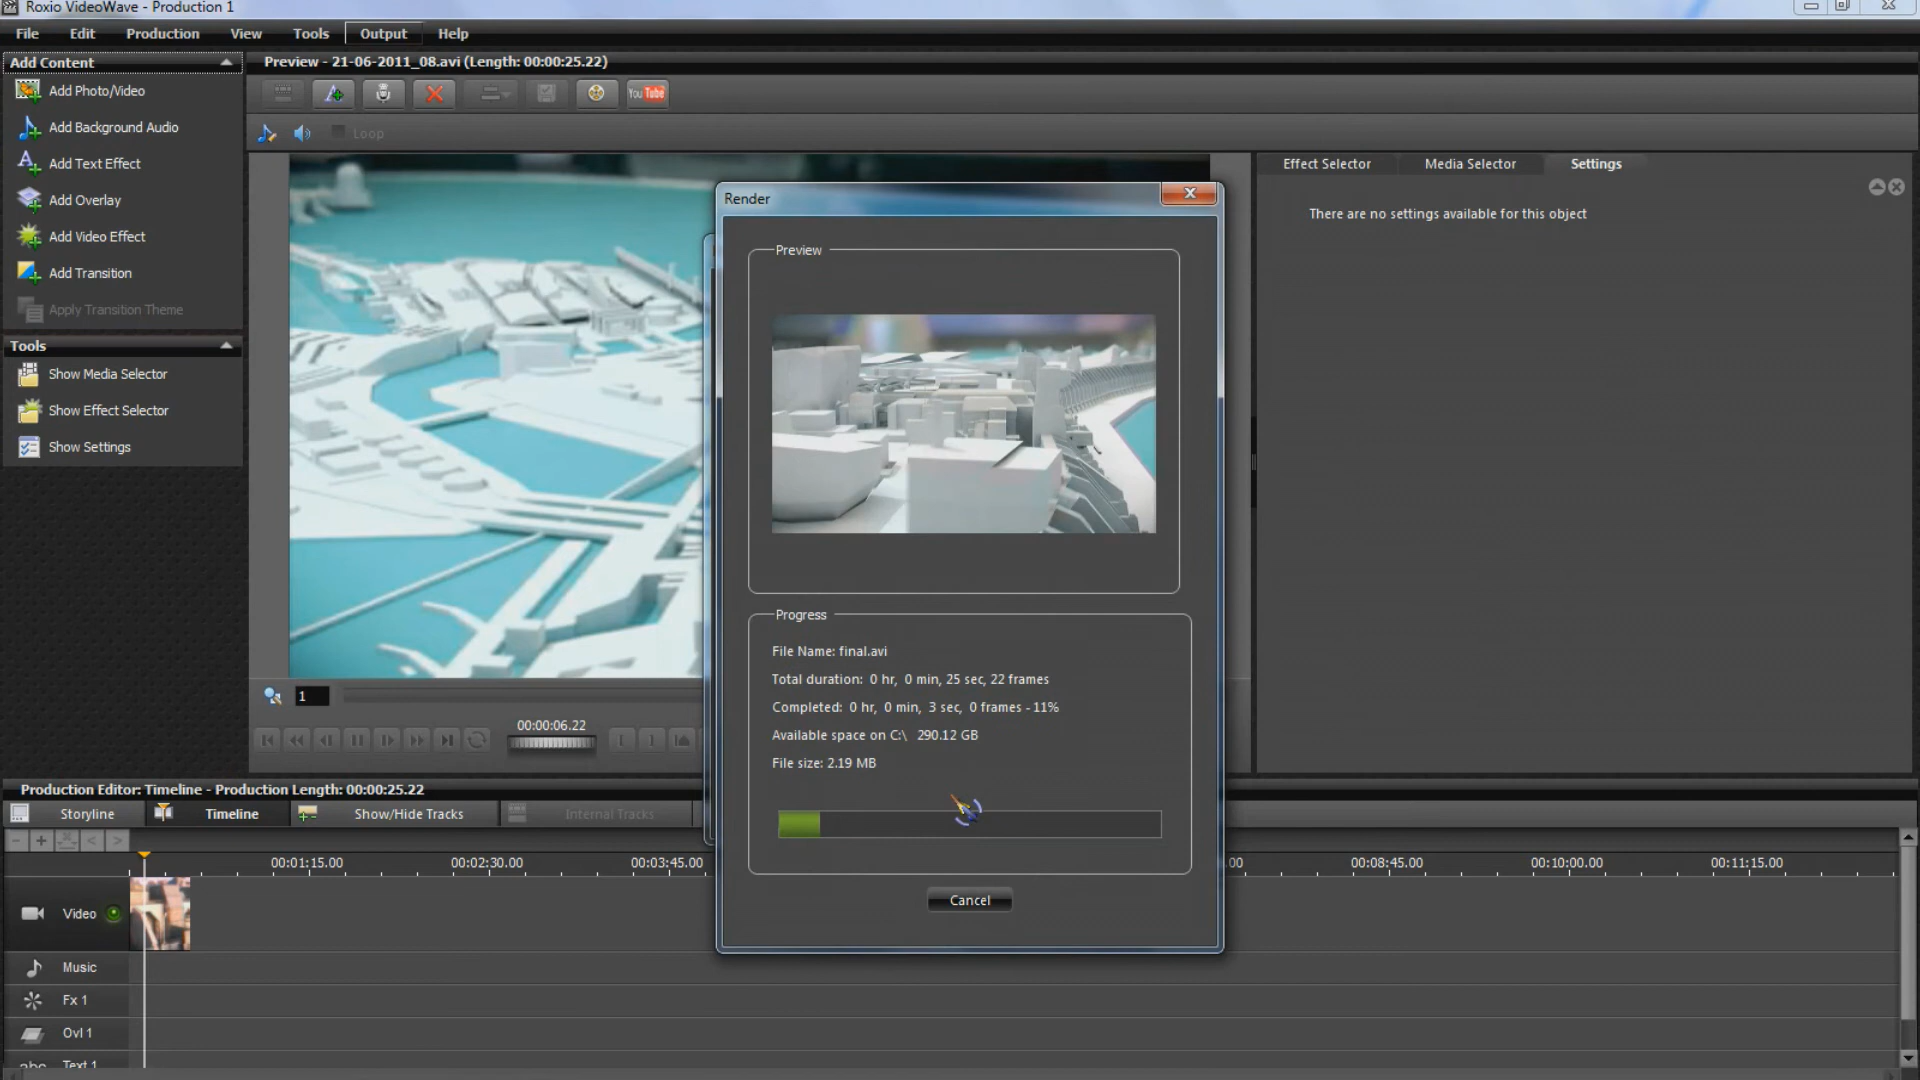 Roxio VideoWave - Production 1
File Edit Production View Tools Output Help
Add Content
Add Photo/Video
Add Background Audio
Add Text Effect
Add Overlay
Add Video Effect
Add Transition
Apply Transition Theme
Tools
Show Media Selector
Show Effect Selector
Show Settings
Preview - 21-06-2011_08.avi (Length: 00:00:25.22)
You Tube
Loop
Effect Selector Media Selector Settings
There are no settings available for this object
Render
Preview
Progress
File Name: final.avi
Total duration: 0 hr, 0 min, 25 sec, 22 frames
Completed: 0 hr, 0 min, 3 sec, 0 frames - 11%
Available space on C:\ 290.12 GB
File size: 2.19 MB
Cancel
1
00:00:06.22
Production Editor: Timeline - Production Length: 00:00:25.22
Storyline Timeline Show/Hide Tracks Internal Tracks
00:01:15.00 00:02:30.00 00:03:45.00 00 00:08:45.00 00:10:00.00 00:11:15.00
Video
Music
Fx 1
Ovl 1
abc Text 1